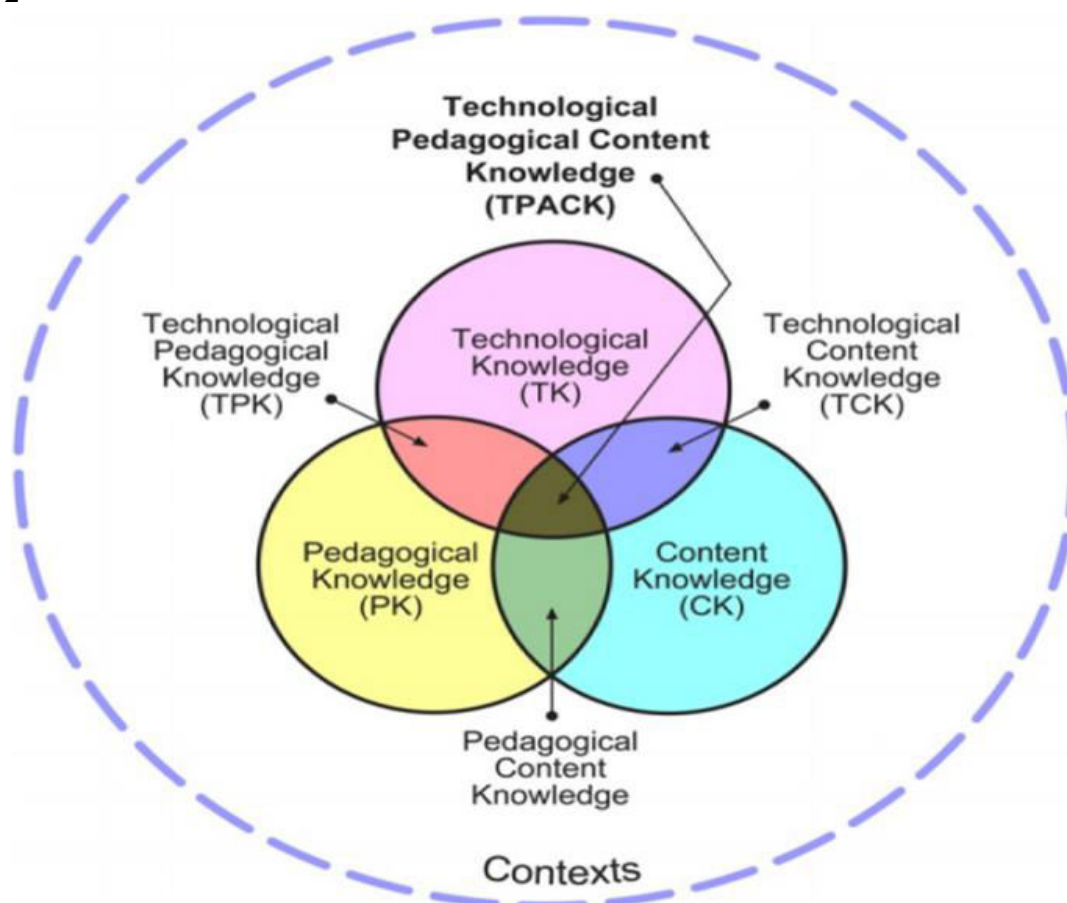 Technological
Pedagogical Content
Knowledge
(TPACK)
Technological
Pedagogical
Knowledge
(TPK)
Technological
Knowledge
(TK)
Technological
Content
Knowledge
(TCK)
Pedagogical
Knowledge
(PK)
Content
Knowledge
(CK)
Pedagogical
Content
Knowledge
Contexts